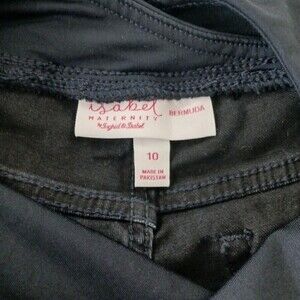 isabel
MATERNITY
by Ingrid & Isabel
BERMUDA
10
MADE IN
PAKISTAN